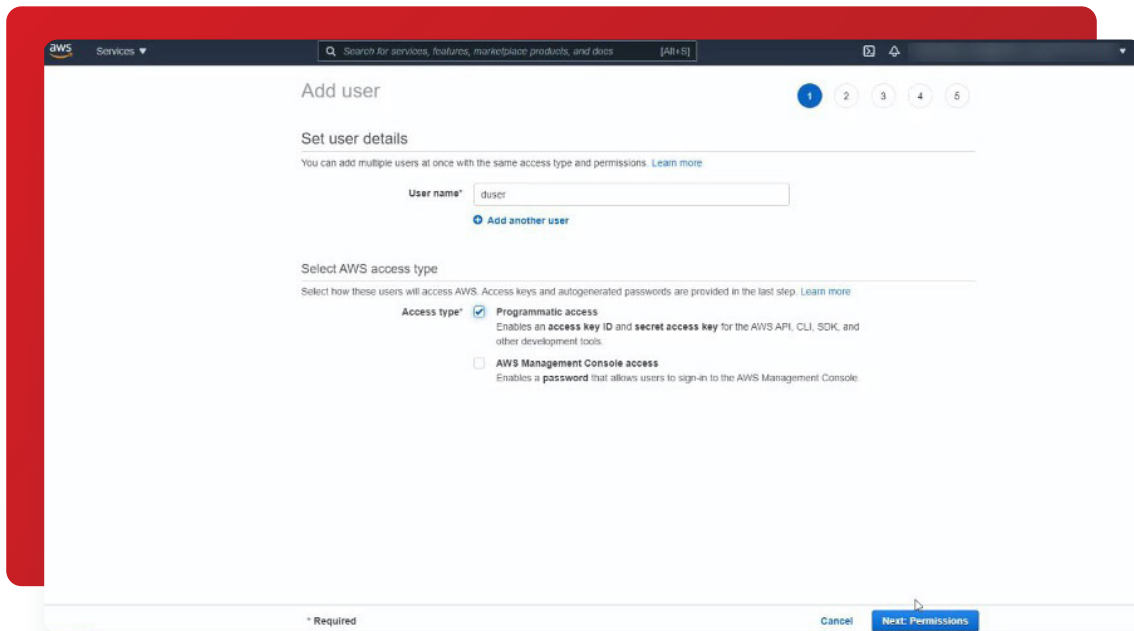 aws
Services ▼
Search for services, features, marketplace products, and docs
[Alt+S]
Add user
1
2
3
4
5
Set user details
You can add multiple users at once with the same access type and permissions. Learn more
User name*
duser
Add another user
Select AWS access type
Select how these users will access AWS. Access keys and autogenerated passwords are provided in the last step. Learn more
Access type*
Programmatic access
Enables an access key ID and secret access key for the AWS API, CLI, SDK, and
other development tools.
AWS Management Console access
Enables a password that allows users to sign-in to the AWS Management Console.
* Required
Cancel
Next: Permissions